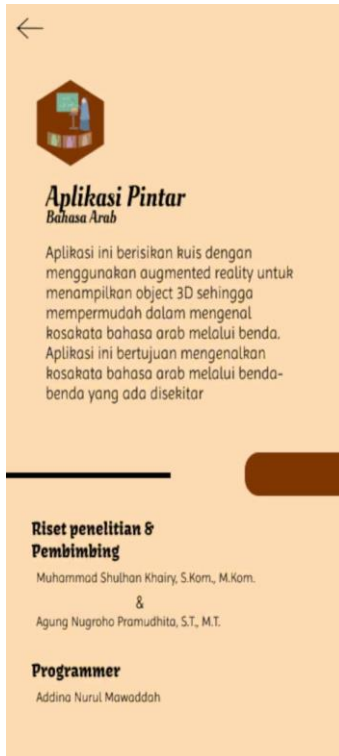 Aplikasi Pintar
Bahasa Arab
Aplikasi ini berisikan kuis dengan
menggunakan augmented reality untuk
menampilkan object 3D sehingga
mempermudah dalam mengenal
kosakata bahasa arab melalui benda.
Aplikasi ini bertujuan mengenalkan
kosakata bahasa arab melalui benda-
benda yang ada disekitar
Riset penelitian &
Pembimbing
Muhammad Shulhan Khairy, S.Kom., M.Kom.
&
Agung Nugroho Pramudhita, S.T., M.T.
Programmer
Addina Nurul Mawaddah